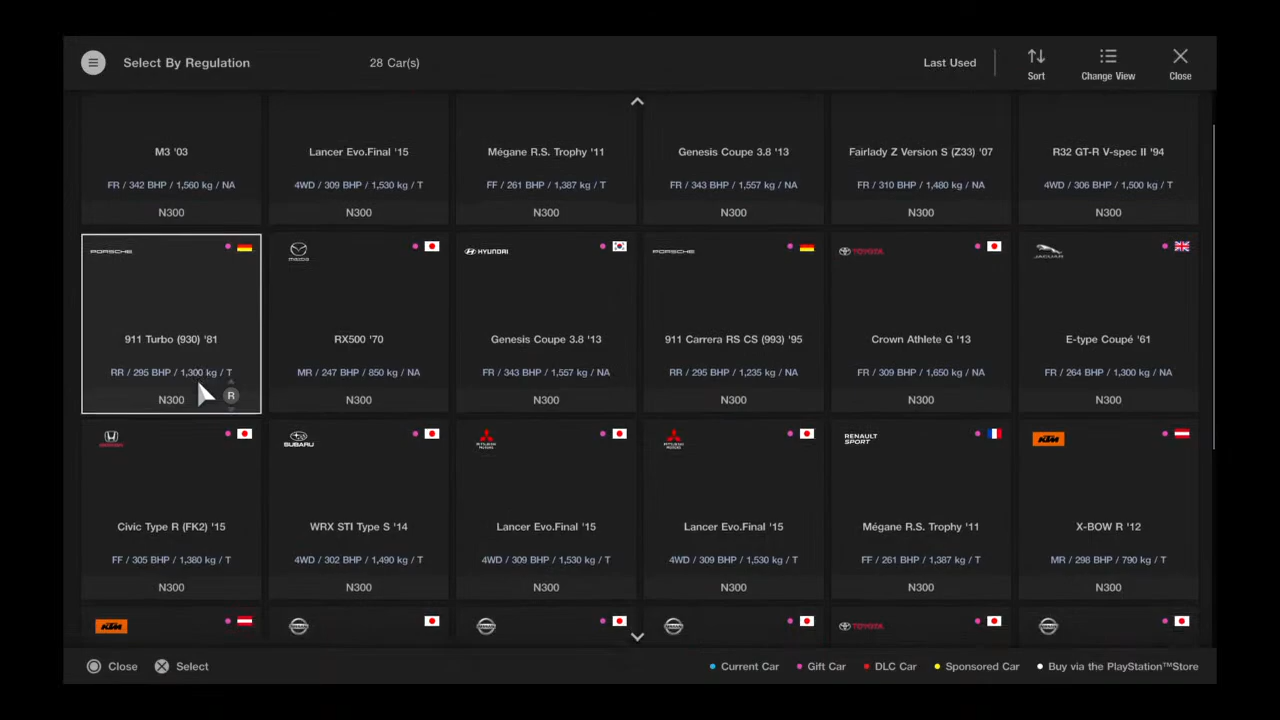 Select By Regulation
28 Car(s)
Last Used
Sort
Change View
Close
M3 '03
Lancer Evo.Final '15
Mégane R.S. Trophy '11
Genesis Coupe 3.8 '13
Fairlady Z Version S (Z33) '07
R32 GT-R V-spec II '94
FR / 342 BHP / 1,560 kg / NA
4WD / 309 BHP / 1,530 kg / T
FF / 261 BHP / 1,387 kg / T
FR / 343 BHP / 1,557 kg / NA
FR / 310 BHP / 1,480 kg / NA
4WD / 306 BHP / 1,500 kg / T
N300
N300
N300
N300
N300
N300
PORSCHE
mazda
HYUNDAI
PORSCHE
TOYOTA
JAGUAR
911 Turbo (930) '81
RX500 '70
Genesis Coupe 3.8 '13
911 Carrera RS CS (993) '95
Crown Athlete G '13
E-type Coupé '61
RR / 295 BHP / 1,300 kg / T
MR / 247 BHP / 850 kg / NA
FR / 343 BHP / 1,557 kg / NA
RR / 295 BHP / 1,235 kg / NA
FR / 309 BHP / 1,650 kg / NA
FR / 264 BHP / 1,300 kg / NA
N300
R
N300
N300
N300
N300
N300
HONDA
SUBARU
MITSUBISHI MOTORS
MITSUBISHI MOTORS
RENAULT SPORT
KTM
Civic Type R (FK2) '15
WRX STI Type S '14
Lancer Evo.Final '15
Lancer Evo.Final '15
Mégane R.S. Trophy '11
X-BOW R '12
FF / 305 BHP / 1,380 kg / T
4WD / 302 BHP / 1,490 kg / T
4WD / 309 BHP / 1,530 kg / T
4WD / 309 BHP / 1,530 kg / T
FF / 261 BHP / 1,387 kg / T
MR / 298 BHP / 790 kg / T
N300
N300
N300
N300
N300
N300
KTM
NISSAN
NISSAN
NISSAN
TOYOTA
NISSAN
Close
Select
Current Car
Gift Car
DLC Car
Sponsored Car
Buy via the PlayStation™Store